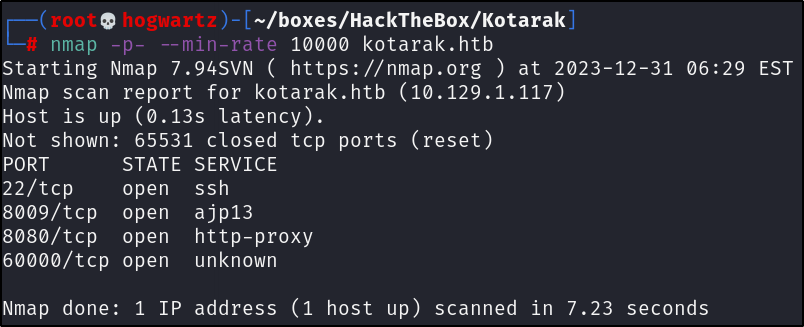 ┌──(root💀hogwartz)-[~/boxes/HackTheBox/Kotarak]
└─# nmap -p- --min-rate 10000 kotarak.htb
Starting Nmap 7.94SVN ( https://nmap.org ) at 2023-12-31 06:29 EST
Nmap scan report for kotarak.htb (10.129.1.117)
Host is up (0.13s latency).
Not shown: 65531 closed tcp ports (reset)
PORT      STATE SERVICE
22/tcp    open  ssh
8009/tcp  open  ajp13
8080/tcp  open  http-proxy
60000/tcp open  unknown

Nmap done: 1 IP address (1 host up) scanned in 7.23 seconds